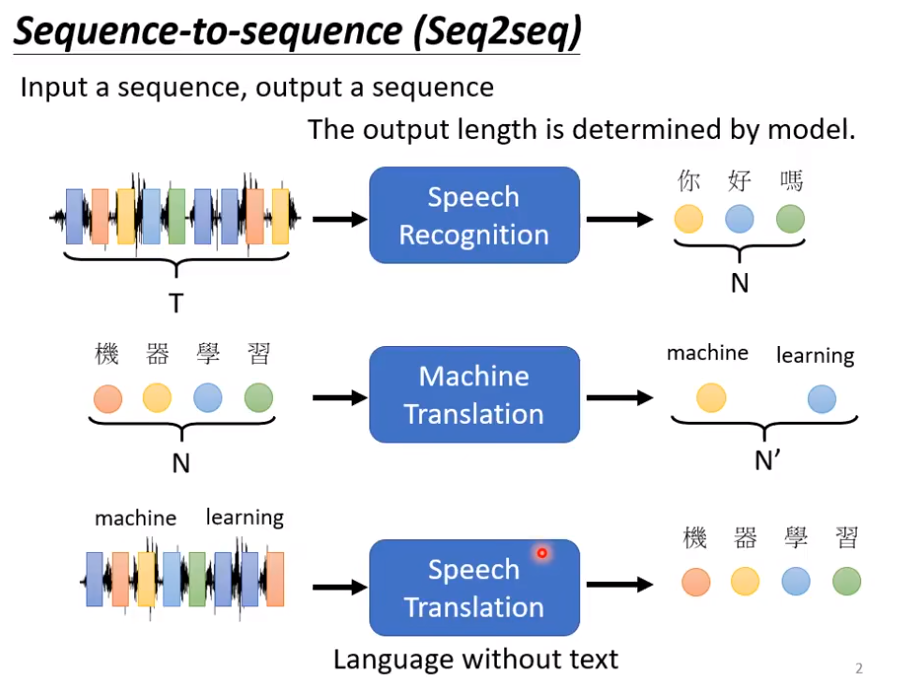 Sequence-to-sequence (Seq2seq)
Input a sequence, output a sequence
The output length is determined by model.
T
Speech
Recognition
你 好 嗎
N
機 器 學 習
N
Machine
Translation
machine learning
N’
machine learning
Speech
Translation
機 器 學 習
Language without text
2